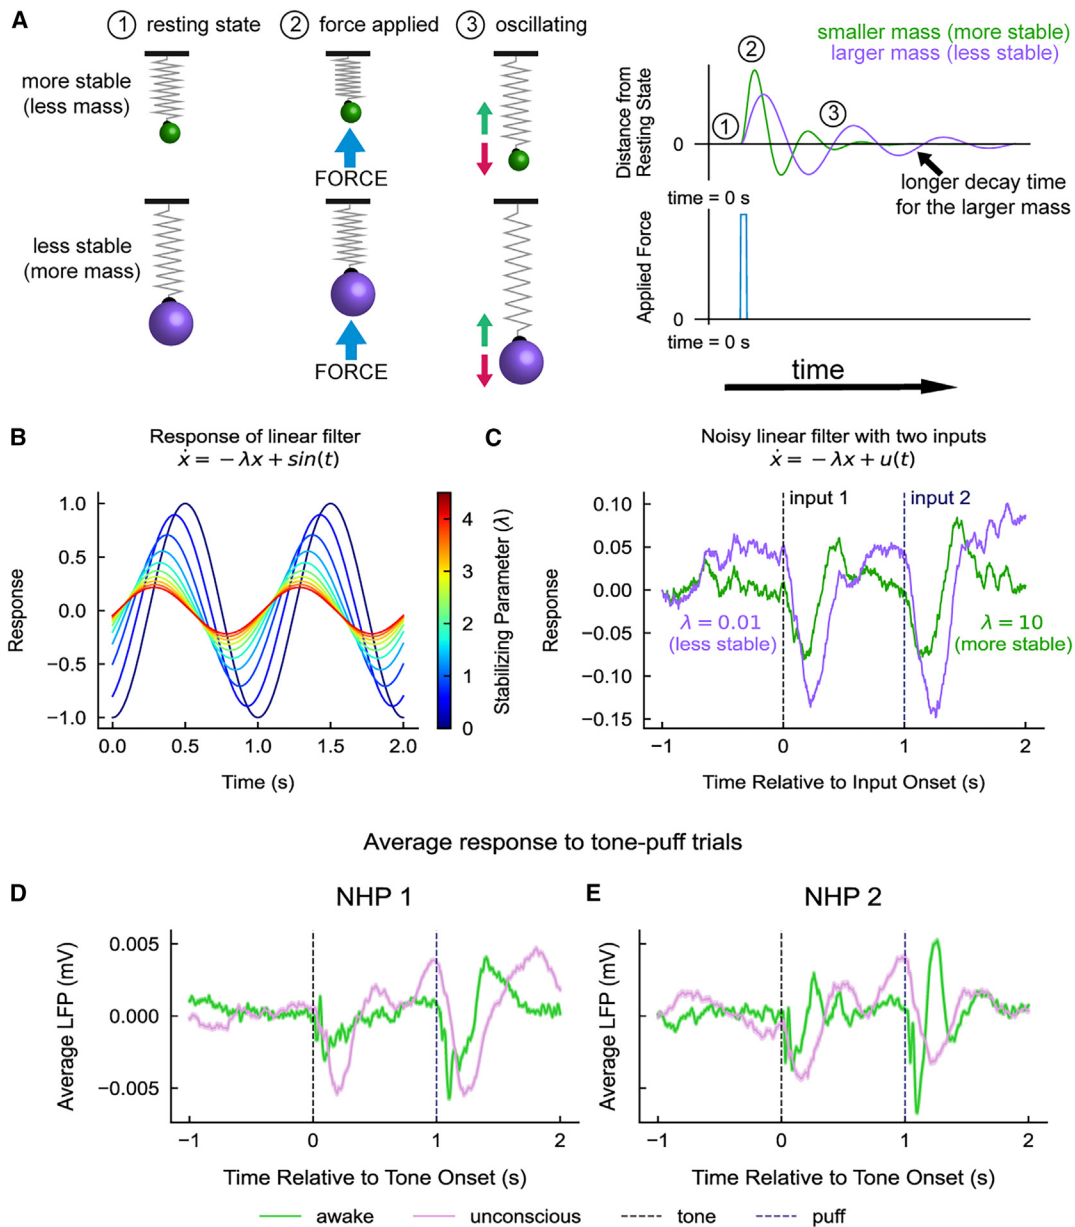 A
1 resting state
2 force applied
3 oscillating
more stable
(less mass)
FORCE
less stable
(more mass)
FORCE
smaller mass (more stable)
larger mass (less stable)
Distance from
Resting State
0
1
2
3
longer decay time
for the larger mass
time = 0 s
Applied Force
0
time = 0 s
time
B
Response of linear filter
ẋ = −λx + sin(t)
Response
1.0
0.5
0.0
−0.5
−1.0
0.0 0.5 1.0 1.5 2.0
Time (s)
4
3
2
1
0
Stabilizing Parameter (λ)
C
Noisy linear filter with two inputs
ẋ = −λx + u(t)
Response
0.10
0.05
0.00
−0.05
−0.10
−0.15
input 1
input 2
λ = 0.01
(less stable)
λ = 10
(more stable)
−1 0 1 2
Time Relative to Input Onset (s)
Average response to tone-puff trials
D
NHP 1
Average LFP (mV)
0.005
0.000
−0.005
−1 0 1 2
Time Relative to Tone Onset (s)
E
NHP 2
Average LFP (mV)
−1 0 1 2
Time Relative to Tone Onset (s)
awake unconscious tone puff